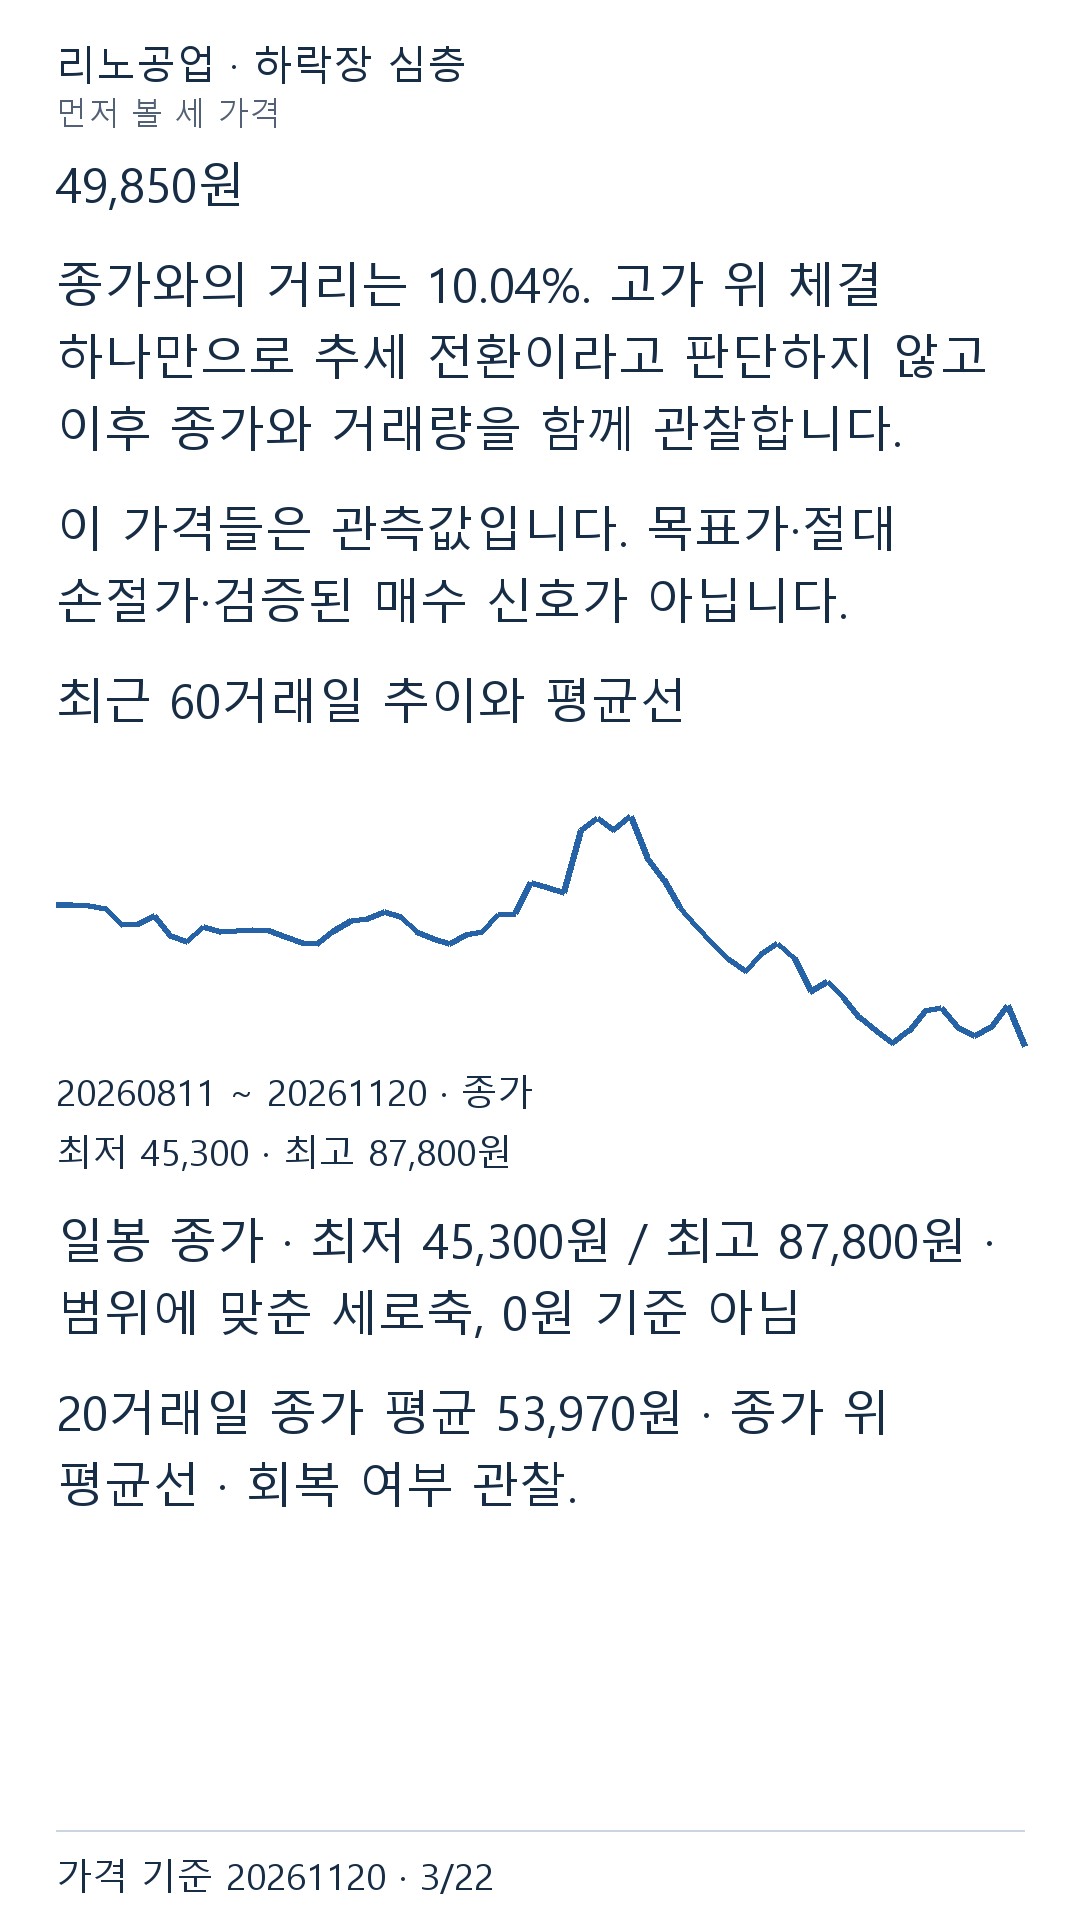 리노공업 · 하락장 심층
먼저 볼 세 가격
49,850원
종가와의 거리는 10.04%. 고가 위 체결
하나만으로 추세 전환이라고 판단하지 않고
이후 종가와 거래량을 함께 관찰합니다.
이 가격들은 관측값입니다. 목표가·절대
손절가·검증된 매수 신호가 아닙니다.
최근 60거래일 추이와 평균선
20260811 ~ 20261120 · 종가
최저 45,300 · 최고 87,800원
일봉 종가 · 최저 45,300원 / 최고 87,800원 ·
범위에 맞춘 세로축, 0원 기준 아님
20거래일 종가 평균 53,970원 · 종가 위
평균선 · 회복 여부 관찰.
가격 기준 20261120 · 3/22